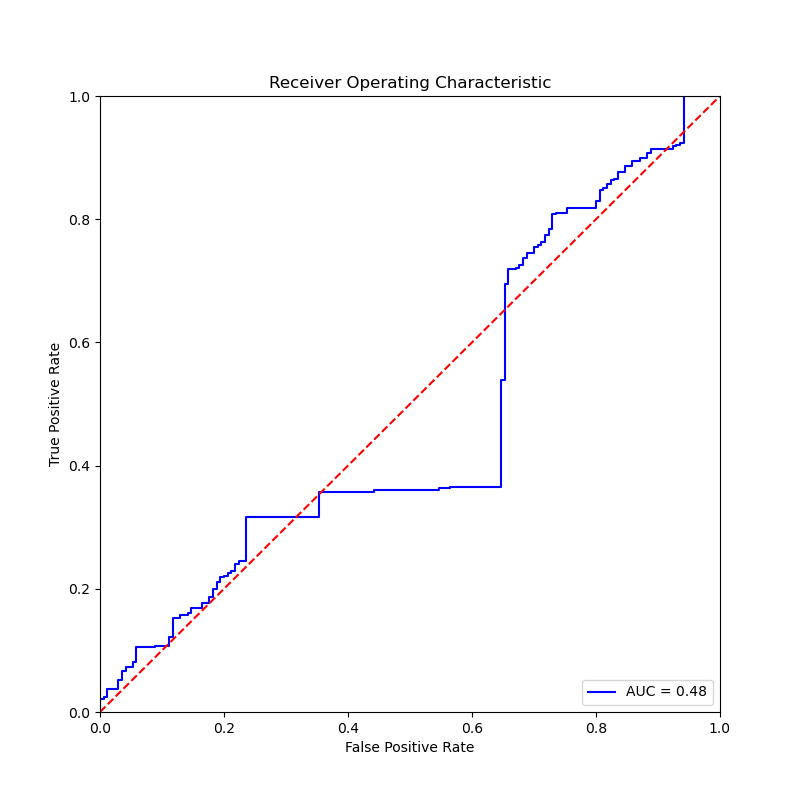 Receiver Operating Characteristic
1.0
0.8
0.6
0.4
0.2
0.0
True Positive Rate
AUC = 0.48
0.0 0.2 0.4 0.6 0.8 1.0
False Positive Rate